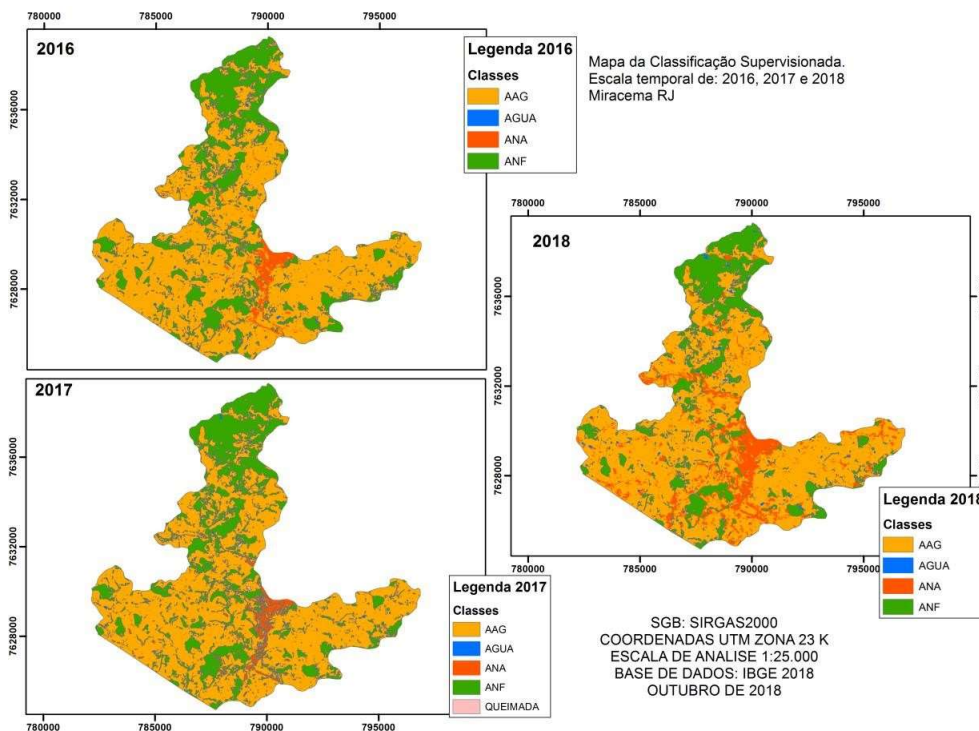 780000
785000
790000
795000
2016
7636000
7632000
7628000
Legenda 2016
Classes
AAG
AGUA
ANA
ANF
Mapa da Classificação Supervisionada.
Escala temporal de: 2016, 2017 e 2018
Miracema RJ
2017
7636000
7632000
7628000
780000
785000
790000
795000
Legenda 2017
Classes
AAG
AGUA
ANA
ANF
QUEIMADA
780000
785000
790000
795000
2018
7636000
7632000
7628000
780000
785000
790000
795000
Legenda 2018
Classes
AAG
AGUA
ANA
ANF
SGB: SIRGAS2000
COORDENADAS UTM ZONA 23 K
ESCALA DE ANALISE 1:25.000
BASE DE DADOS: IBGE 2018
OUTUBRO DE 2018